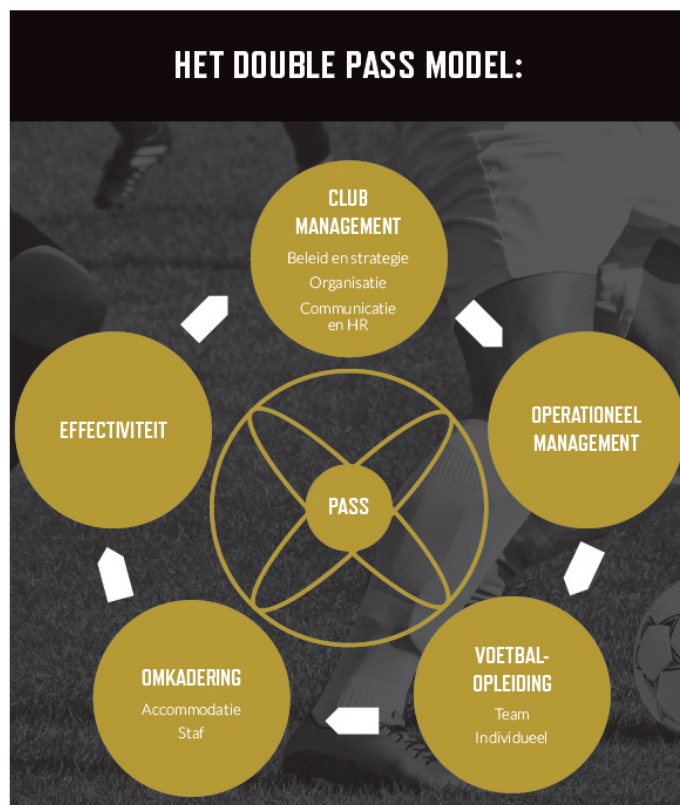 HET DOUBLE PASS MODEL:
CLUB
MANAGEMENT
Beleid en strategie
Organisatie
Communicatie
en HR
OPERATIONEEL
MANAGEMENT
VOETBAL-
OPLEIDING
Team
Individueel
OMKADERING
Accommodatie
Staf
EFFECTIVITEIT
PASS